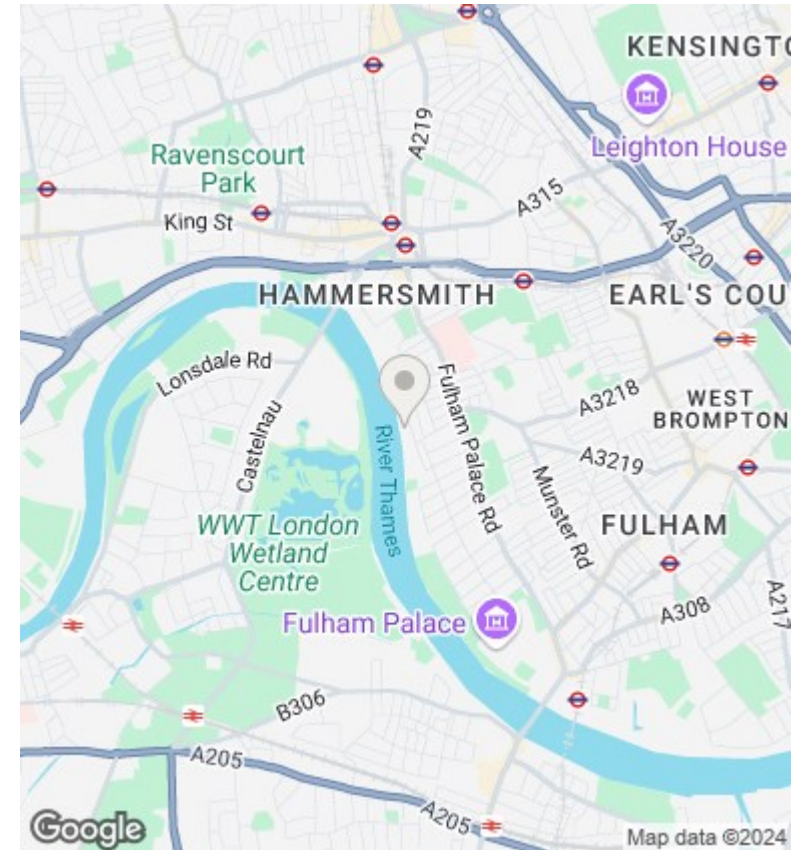 KENSINGTO
Leighton House
A219
Ravenscourt
Park
King St
A315
A3220
HAMMERSMITH
EARL'S COU
Lonsdale Rd
Castelnau
Fulham Palace Rd
A3218
WEST
BROMPTON
A3219
River Thames
Munster Rd
WWT London
Wetland
Centre
FULHAM
Fulham Palace
A308
A217
B306
A205
A205
Google
Map data ©2024